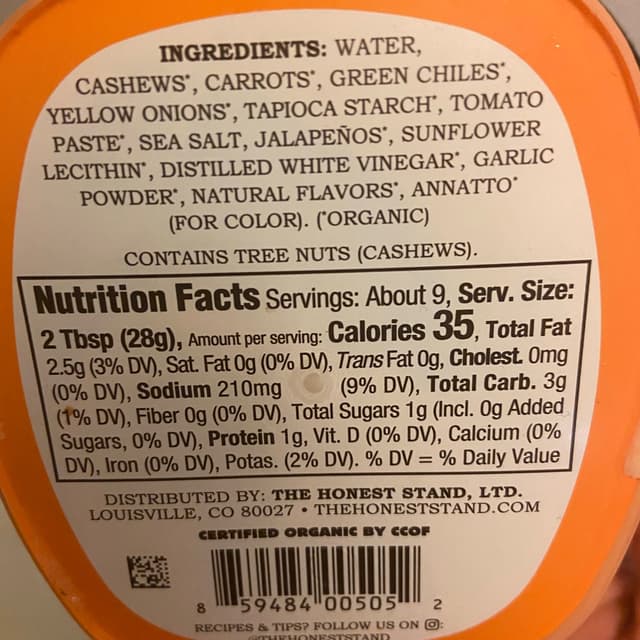 INGREDIENTS: WATER,
CASHEWS*, CARROTS*, GREEN CHILES*,
YELLOW ONIONS*, TAPIOCA STARCH*, TOMATO
PASTE*, SEA SALT, JALAPEÑOS*, SUNFLOWER
LECITHIN*, DISTILLED WHITE VINEGAR*, GARLIC
POWDER*, NATURAL FLAVORS*, ANNATTO*
(FOR COLOR). (*ORGANIC)
CONTAINS TREE NUTS (CASHEWS).
Nutrition Facts Servings: About 9, Serv. Size:
2 Tbsp (28g), Amount per serving: Calories 35, Total Fat
2.5g (3% DV), Sat. Fat 0g (0% DV), Trans Fat 0g, Cholest. 0mg
(0% DV), Sodium 210mg (9% DV), Total Carb. 3g
(1% DV), Fiber 0g (0% DV), Total Sugars 1g (Incl. 0g Added
Sugars, 0% DV), Protein 1g, Vit. D (0% DV), Calcium (0%
DV), Iron (0% DV), Potas. (2% DV). % DV = % Daily Value
DISTRIBUTED BY: THE HONEST STAND, LTD.
LOUISVILLE, CO 80027 • THEHONESTSTAND.COM
CERTIFIED ORGANIC BY CCOF
8 59484 00505 2
RECIPES & TIPS? FOLLOW US ON :
@THEHONESTSTAND